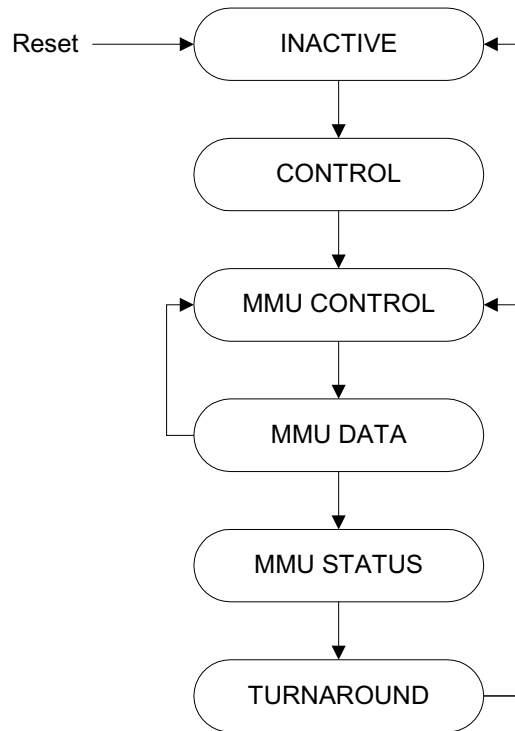 Reset
INACTIVE
CONTROL
MMU CONTROL
MMU DATA
MMU STATUS
TURNAROUND